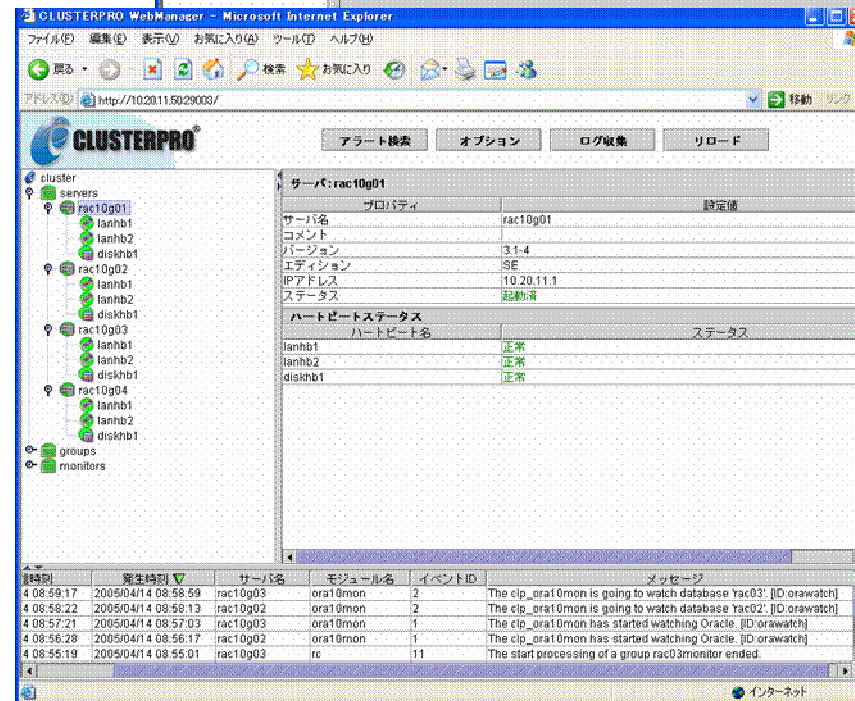 CLUSTERPRO WebManager - Microsoft Internet Explorer
ファイル(F) 編集(E) 表示(V) お気に入り(A) ツール(T) ヘルプ(H)
戻る 検索 お気に入り
アドレス(D) http://10.20.11.50:29003/ 移動 リンク
CLUSTERPRO® アラート検索 オプション ログ収集 リロード
cluster
servers
rac10g01
lanhb1
lanhb2
diskhb1
rac10g02
lanhb1
lanhb2
diskhb1
rac10g03
lanhb1
lanhb2
diskhb1
rac10g04
lanhb1
lanhb2
diskhb1
groups
monitors
サーバ:rac10g01
プロパティ 設定値
サーバ名 rac10g01
コメント
バージョン 3.1-4
エディション SE
IPアドレス 10.20.11.1
ステータス 起動済
ハートビートステータス
ハートビート名 ステータス
lanhb1 正常
lanhb2 正常
diskhb1 正常
時刻 発生時刻 サーバ名 モジュール名 イベントID メッセージ
4 08:59:17 2005/04/14 08:58:59 rac10g03 ora10mon 2 The clp_ora10mon is going to watch database 'rac03'. [ID:orawatch]
4 08:58:22 2005/04/14 08:58:13 rac10g02 ora10mon 2 The clp_ora10mon is going to watch database 'rac02'. [ID:orawatch]
4 08:57:21 2005/04/14 08:57:03 rac10g03 ora10mon 1 The clp_ora10mon has started watching Oracle. [ID:orawatch]
4 08:56:28 2005/04/14 08:56:17 rac10g02 ora10mon 1 The clp_ora10mon has started watching Oracle. [ID:orawatch]
4 08:55:19 2005/04/14 08:55:01 rac10g03 rc 11 The start processing of a group rac03monitor ended.
インターネット